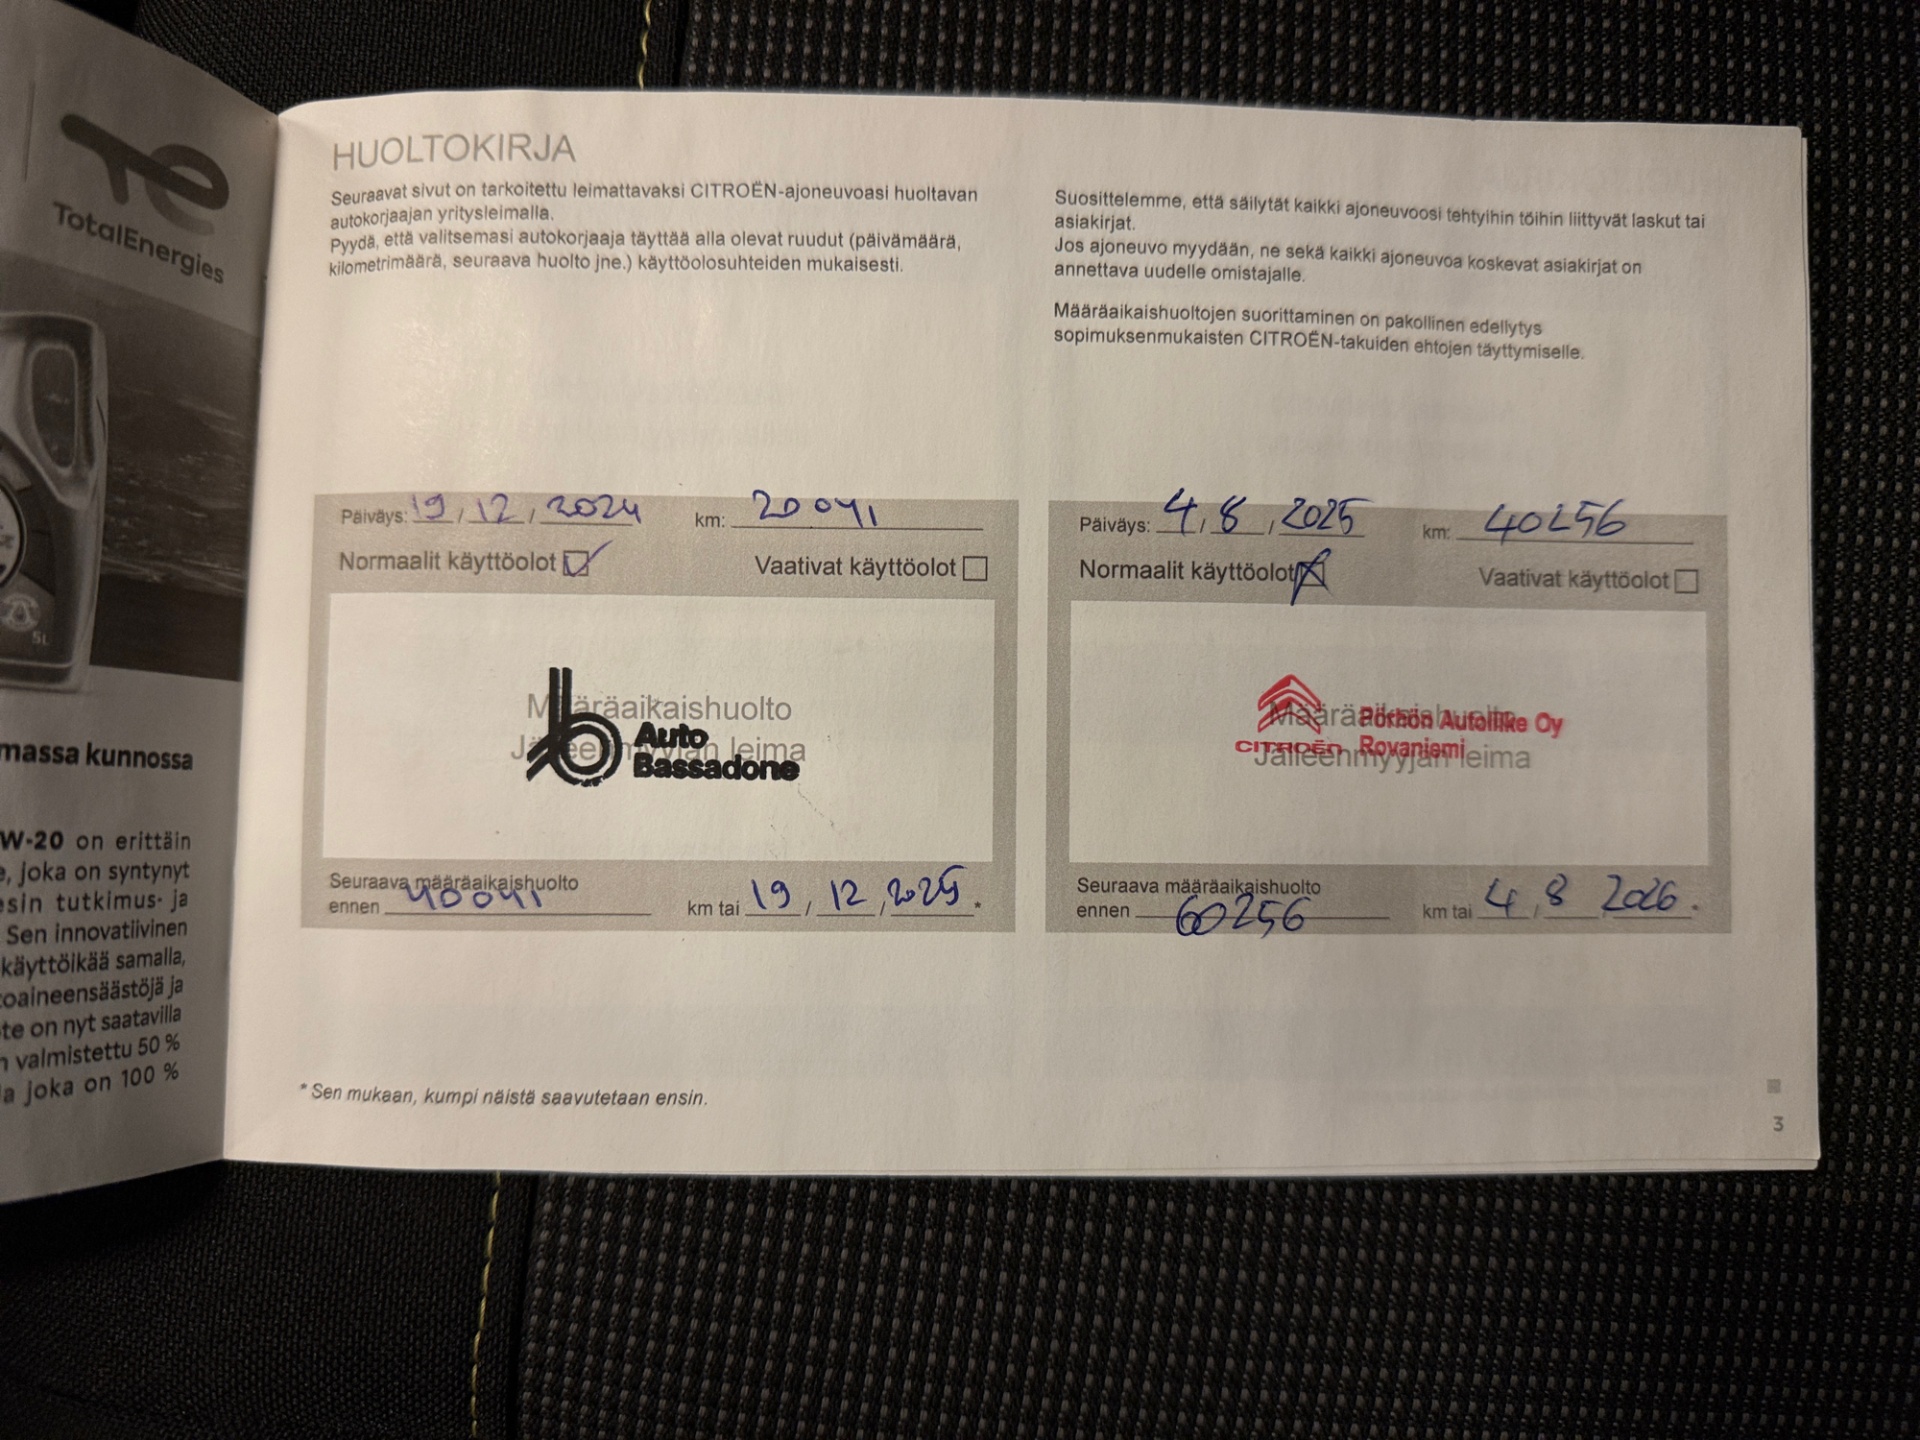 TotalEnergies
5L
massa kunnossa
W-20 on erittäin
, joka on syntynyt
sin tutkimus- ja
Sen innovatiivinen
käyttöikää samalla,
oaineensäästöjä ja
te on nyt saatavilla
valmistettu 50 %
joka on 100 %
HUOLTOKIRJA
Seuraavat sivut on tarkoitettu leimattavaksi CITROËN-ajoneuvoasi huoltavan
autokorjaajan yritysleimalla.
Pyydä, että valitsemasi autokorjaaja täyttää alla olevat ruudut (päivämäärä,
kilometrimäärä, seuraava huolto jne.) käyttöolosuhteiden mukaisesti.
Suosittelemme, että säilytät kaikki ajoneuvoosi tehtyihin töihin liittyvät laskut tai
asiakirjat.
Jos ajoneuvo myydään, ne sekä kaikki ajoneuvoa koskevat asiakirjat on
annettava uudelle omistajalle.
Määräaikaishuoltojen suorittaminen on pakollinen edellytys
sopimuksenmukaisten CITROËN-takuiden ehtojen täyttymiselle.
Päiväys: 19 / 12 / 2024 km: 20041
Normaalit käyttöolot Vaativat käyttöolot
Määräaikaishuolto
Jälleenmyyjän leima
Auto
Bassadone
Seuraava määräaikaishuolto
ennen 40041 km tai 19 / 12 / 2025 *
Päiväys: 4 / 8 / 2025 km: 40256
Normaalit käyttöolot Vaativat käyttöolot
Määräaikaishuolto
Jälleenmyyjän leima
CITROËN
Pörhön Autoliike Oy
Rovaniemi
Seuraava määräaikaishuolto
ennen 60256 km tai 4 / 8 2026 .
* Sen mukaan, kumpi näistä saavutetaan ensin.
3